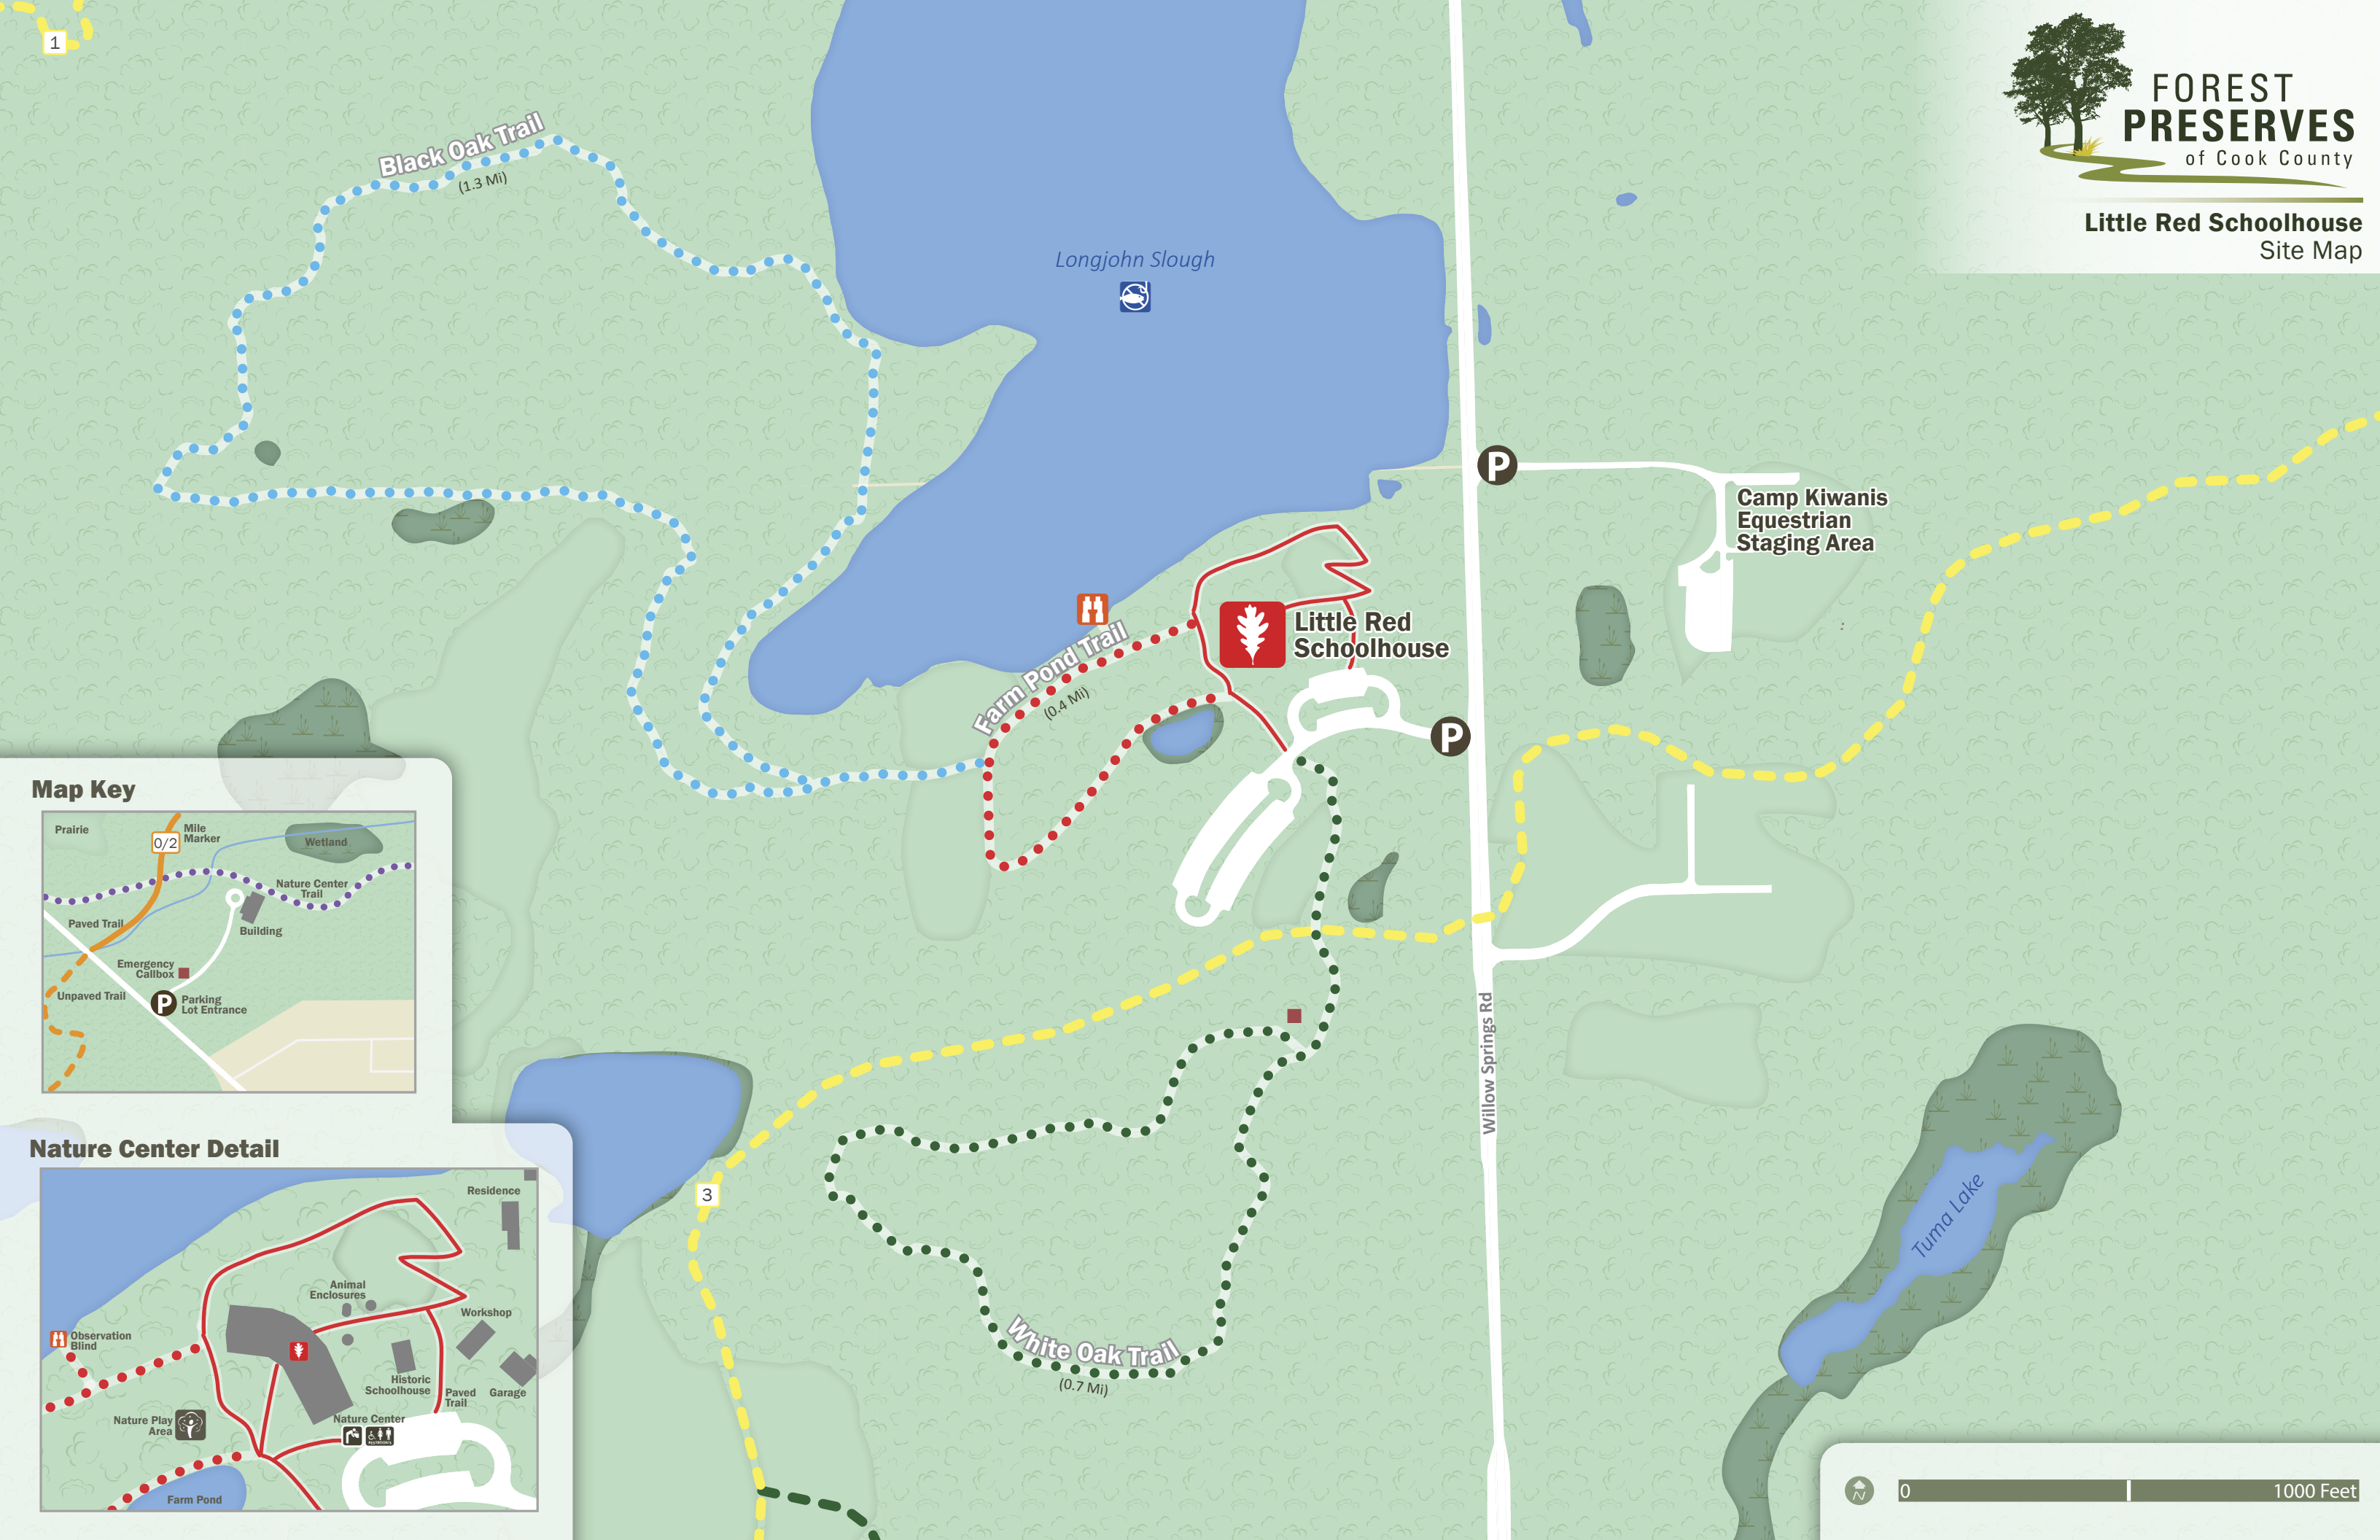 1
FOREST
PRESERVES
of Cook County
Little Red Schoolhouse
Site Map
Black Oak Trail
(1.3 Mi)
Longjohn Slough
P
Camp Kiwanis
Equestrian
Staging Area
Little Red
Schoolhouse
Farm Pond Trail
(0.4 Mi)
P
Map Key
Prairie
0/2
Mile
Marker
Wetland
Nature Center
Trail
Paved Trail
Building
Emergency
Callbox
Unpaved Trail
P
Parking
Lot Entrance
Willow Springs Rd
Nature Center Detail
Residence
Animal
Enclosures
Workshop
Observation
Blind
Historic
Schoolhouse
Paved
Trail
Garage
Nature Play
Area
Nature Center
Farm Pond
3
White Oak Trail
(0.7 Mi)
Tuma Lake
N
0
1000 Feet